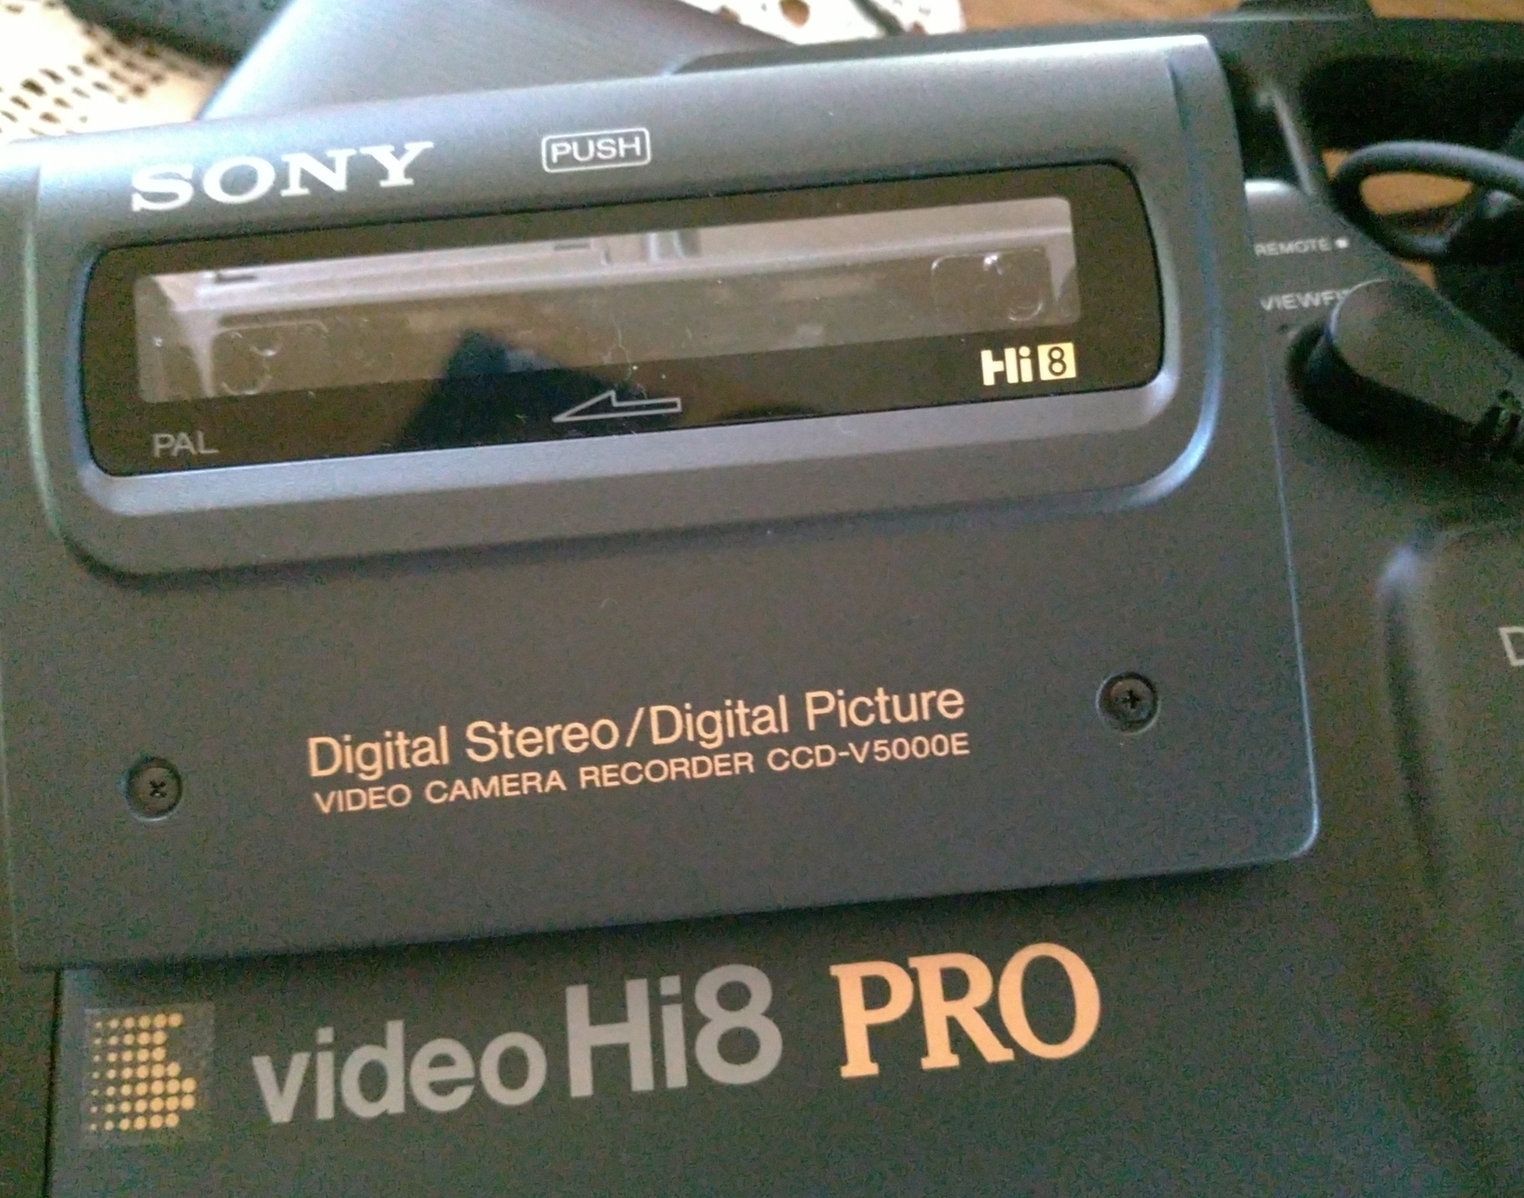 SONY PUSH
REMOTE
Hi8
PAL
Digital Stereo/Digital Picture
VIDEO CAMERA RECORDER CCD-V5000E
video Hi8 PRO